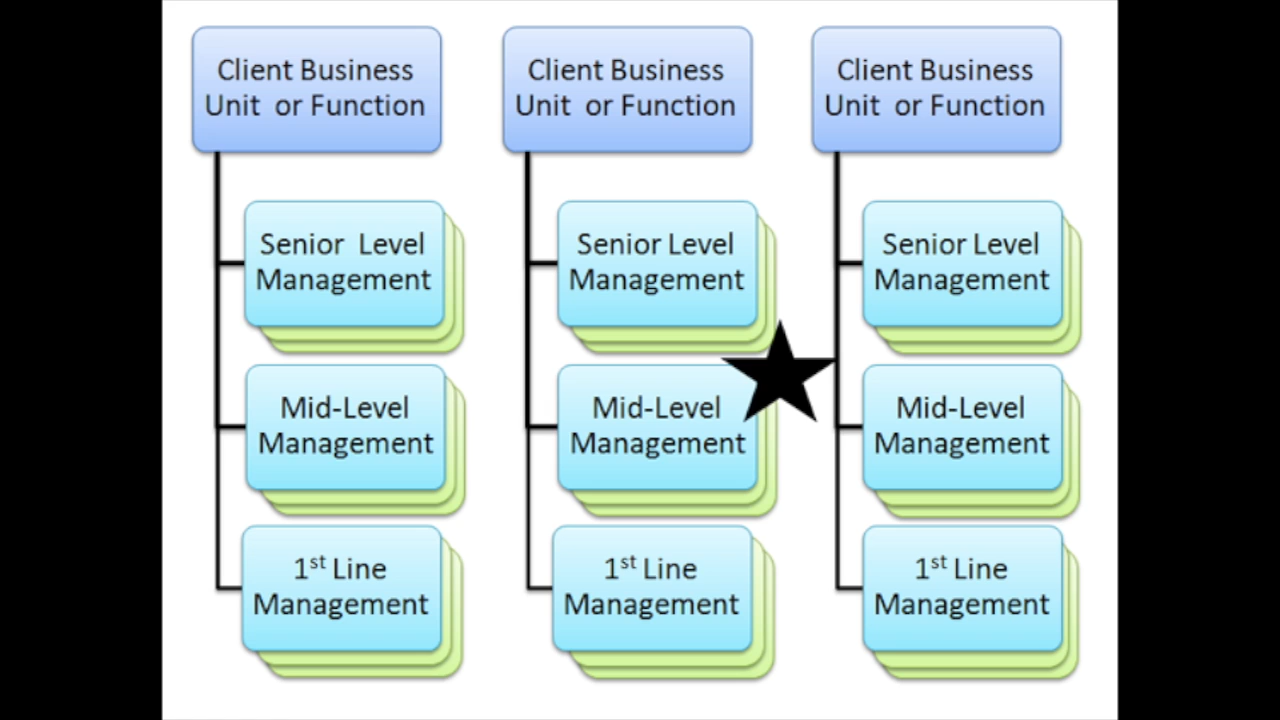 Client Business
Unit or Function
Senior Level
Management
Mid-Level
Management
1st Line
Management
Client Business
Unit or Function
Senior Level
Management
Mid-Level
Management
1st Line
Management
Client Business
Unit or Function
Senior Level
Management
Mid-Level
Management
1st Line
Management